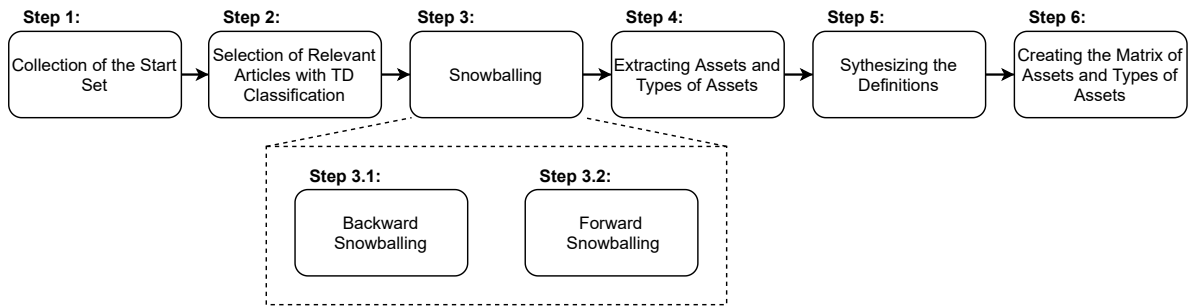 Step 1:
Collection of the Start
Set
Step 2:
Selection of Relevant
Articles with TD
Classification
Step 3:
Snowballing
Step 4:
Extracting Assets and
Types of Assets
Step 5:
Sythesizing the
Definitions
Step 6:
Creating the Matrix of
Assets and Types of
Assets
Step 3.1:
Backward
Snowballing
Step 3.2:
Forward
Snowballing